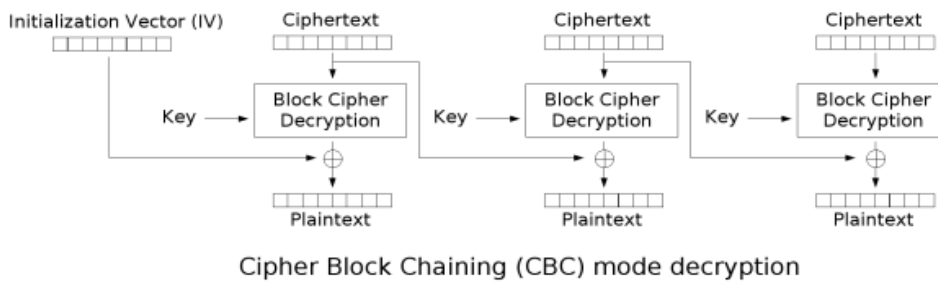 Initialization Vector (IV)
Ciphertext
Ciphertext
Ciphertext
Key
Block Cipher
Decryption
Key
Block Cipher
Decryption
Key
Block Cipher
Decryption
Plaintext
Plaintext
Plaintext
Cipher Block Chaining (CBC) mode decryption